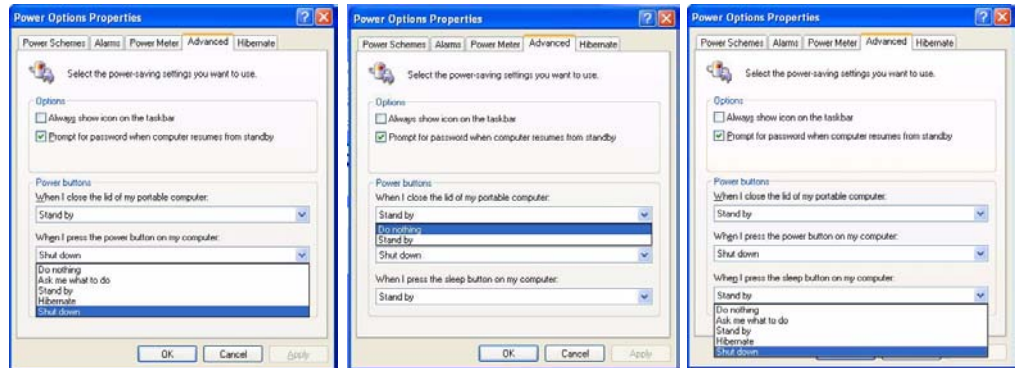 Power Options Properties
Power Schemes Alarms Power Meter Advanced Hibernate
Select the power-saving settings you want to use.
Options
Always show icon on the taskbar
Prompt for password when computer resumes from standby
Power buttons
When I close the lid of my portable computer:
Stand by
When I press the power button on my computer:
Shut down
Do nothing
Ask me what to do
Stand by
Hibernate
Shut down
OK Cancel Apply
Power Options Properties
Power Schemes Alarms Power Meter Advanced Hibernate
Select the power-saving settings you want to use.
Options
Always show icon on the taskbar
Prompt for password when computer resumes from standby
Power buttons
When I close the lid of my portable computer:
Stand by
Do nothing
Stand by
Shut down
When I press the sleep button on my computer:
Stand by
OK Cancel Apply
Power Options Properties
Power Schemes Alarms Power Meter Advanced Hibernate
Select the power-saving settings you want to use.
Options
Always show icon on the taskbar
Prompt for password when computer resumes from standby
Power buttons
When I close the lid of my portable computer:
Stand by
When I press the power button on my computer:
Shut down
When I press the sleep button on my computer:
Stand by
Do nothing
Ask me what to do
Stand by
Hibernate
Shut down